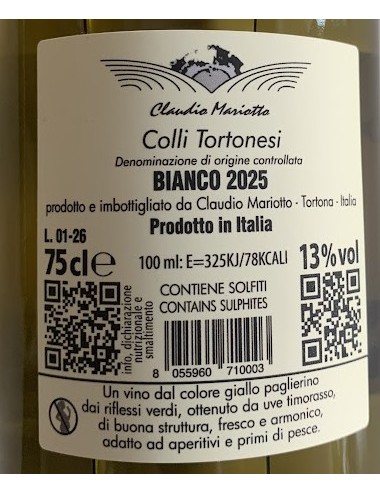 Claudio Mariotto
Colli Tortonesi
Denominazione di origine controllata
BIANCO 2025
prodotto e imbottigliato da Claudio Mariotto - Tortona - Italia
Prodotto in Italia
L. 01-26
75cle
100 ml: E=325KJ/78KCALI
13%vol
info, dichiarazione
nutrizionale e
smaltimento
CONTIENE SOLFITI
CONTAINS SULPHITES
8 055960 710003
Un vino dal colore giallo paglierino
dai riflessi verdi, ottenuto da uve timorasso,
di buona struttura, fresco e armonico,
adatto ad aperitivi e primi di pesce.